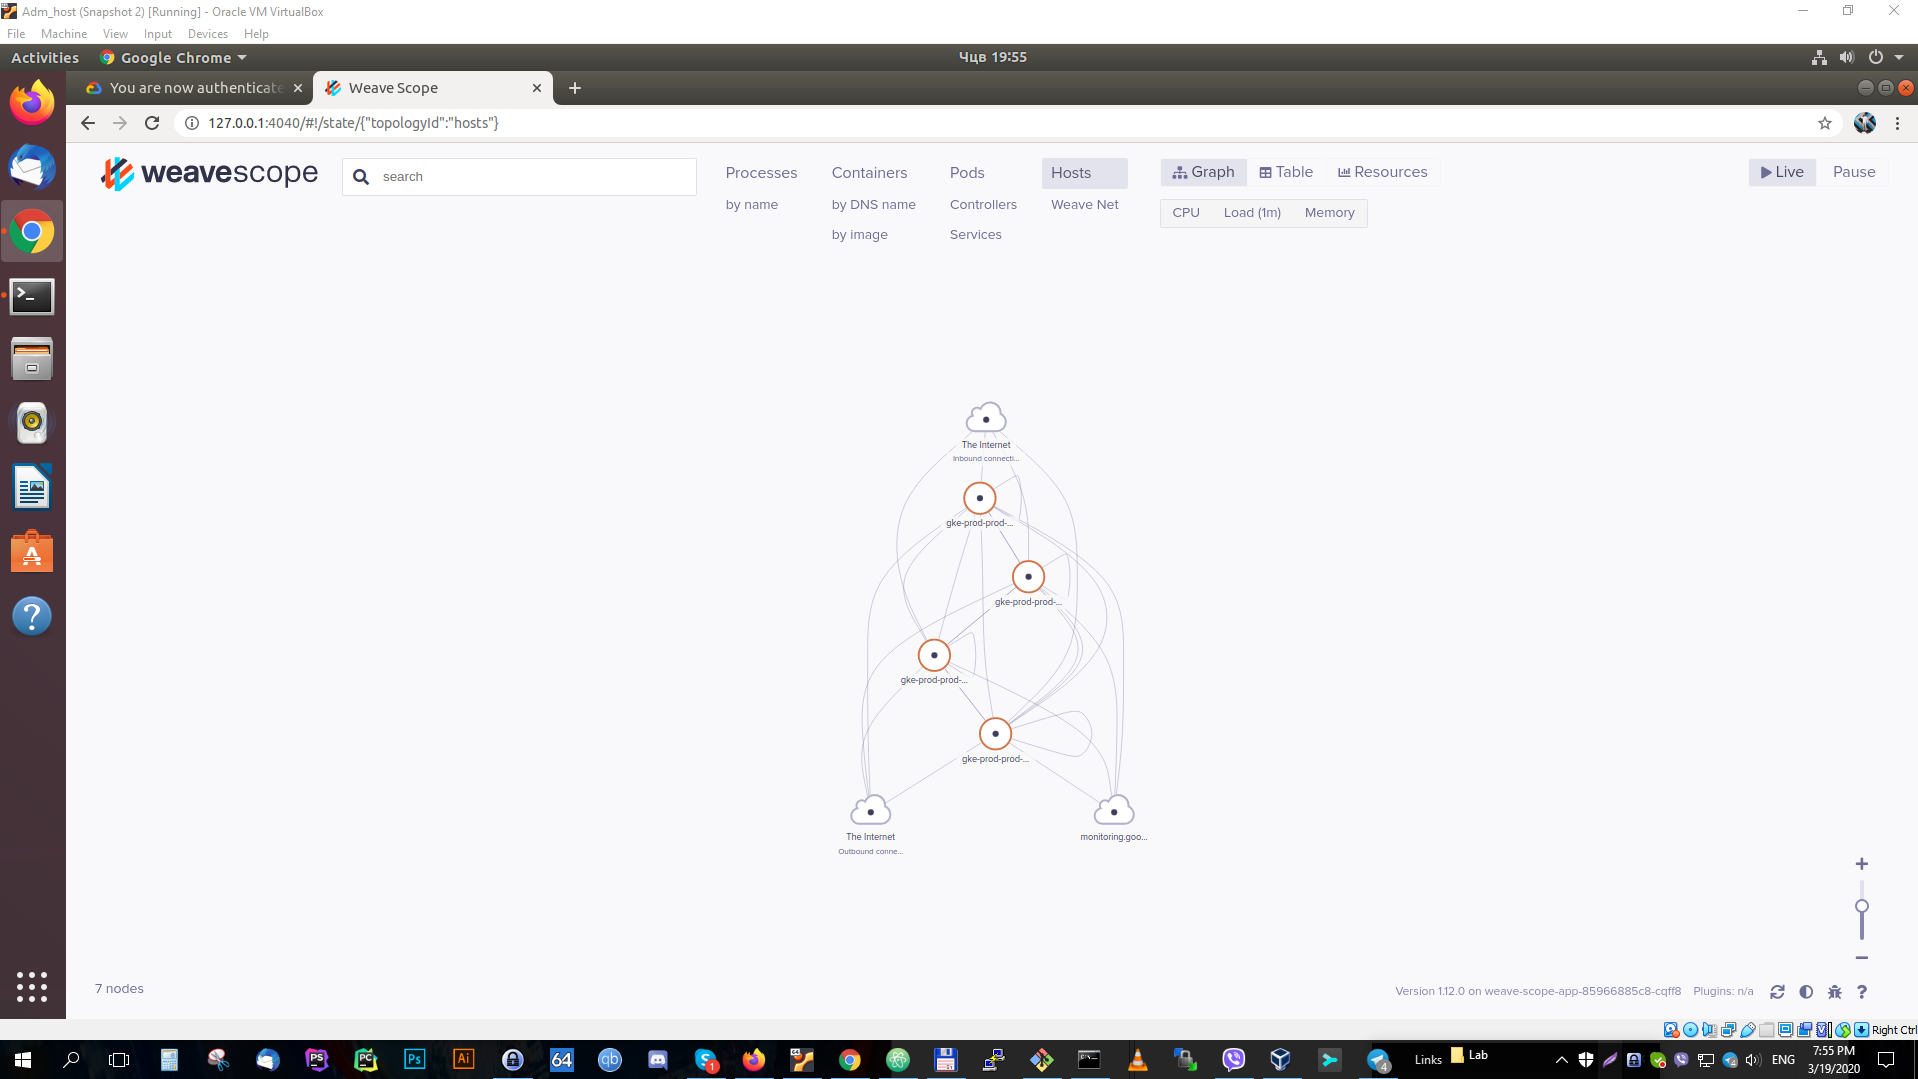 Adm_host (Snapshot 2) [Running] - Oracle VM VirtualBox
File Machine View Input Devices Help
Activities Google Chrome Чцв 19:55
You are now authenticate Weave Scope
127.0.0.1:4040/#!/state/{"topologyId":"hosts"}
weavescope search Processes Containers Pods Hosts Graph Table Resources Live Pause
by name by DNS name Controllers Weave Net CPU Load (1m) Memory
by image Services
The Internet
Inbound connecti...
gke-prod-prod-...
gke-prod-prod-...
gke-prod-prod-...
gke-prod-prod-...
The Internet
Outbound conne...
monitoring.goo...
7 nodes
Version 1.12.0 on weave-scope-app-85966885c8-cqff8 Plugins: n/a
Right Ctrl
Links Lab ENG 7:55 PM
3/19/2020